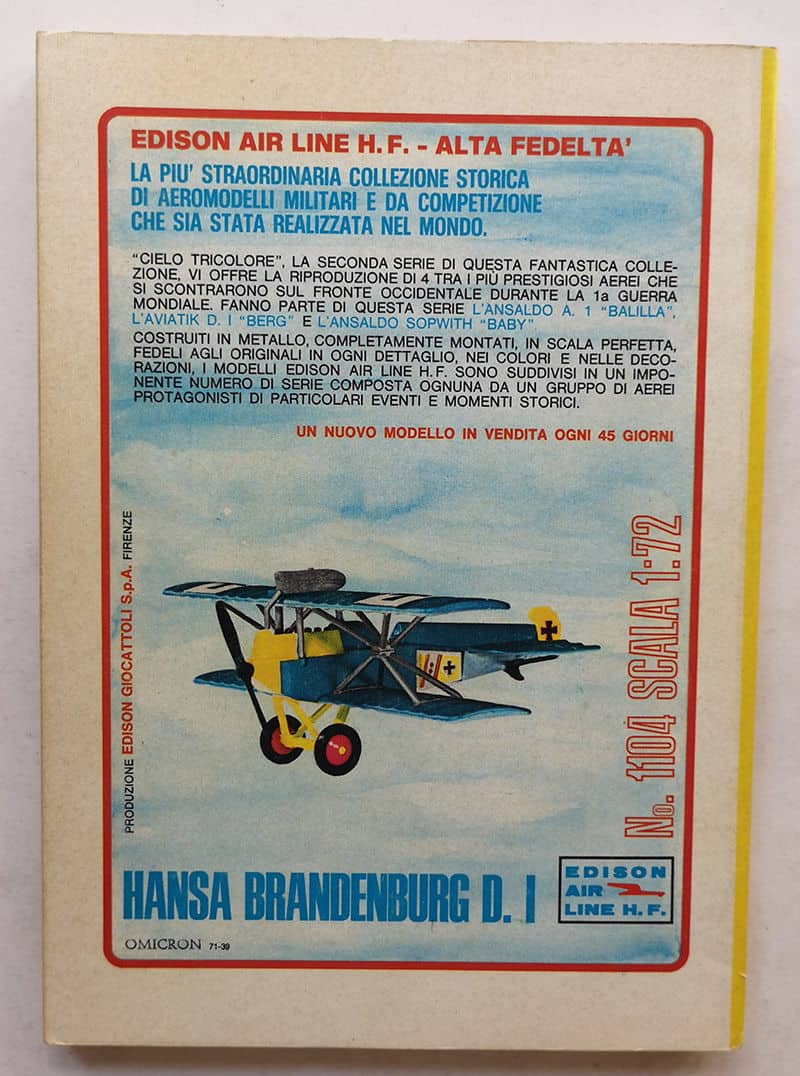 EDISON AIR LINE H.F. - ALTA FEDELTA'
LA PIU' STRAORDINARIA COLLEZIONE STORICA
DI AEROMODELLI MILITARI E DA COMPETIZIONE
CHE SIA STATA REALIZZATA NEL MONDO.
"CIELO TRICOLORE", LA SECONDA SERIE DI QUESTA FANTASTICA COLLE-
ZIONE, VI OFFRE LA RIPRODUZIONE DI 4 TRA I PIÙ PRESTIGIOSI AEREI CHE
SI SCONTRARONO SUL FRONTE OCCIDENTALE DURANTE LA 1a GUERRA
MONDIALE. FANNO PARTE DI QUESTA SERIE L'ANSALDO A. 1 "BALILLA",
L'AVIATIK D. I "BERG" E L'ANSALDO SOPWITH "BABY"
COSTRUITI IN METALLO, COMPLETAMENTE MONTATI, IN SCALA PERFETTA,
FEDELI AGLI ORIGINALI IN OGNI DETTAGLIO, NEI COLORI E NELLE DECO-
RAZIONI, I MODELLI EDISON AIR LINE H.F. SONO SUDDIVISI IN UN IMPO-
NENTE NUMERO DI SERIE COMPOSTA OGNUNA DA UN GRUPPO DI AEREI
PROTAGONISTI DI PARTICOLARI EVENTI E MOMENTI STORICI.
UN NUOVO MODELLO IN VENDITA OGNI 45 GIORNI
PRODUZIONE EDISON GIOCATTOLI S.p.A. FIRENZE
No. 1104 SCALA 1:72
HANSA BRANDENBURG D. I
EDISON
AIR
LINE H.F.
OMICRON 71-39